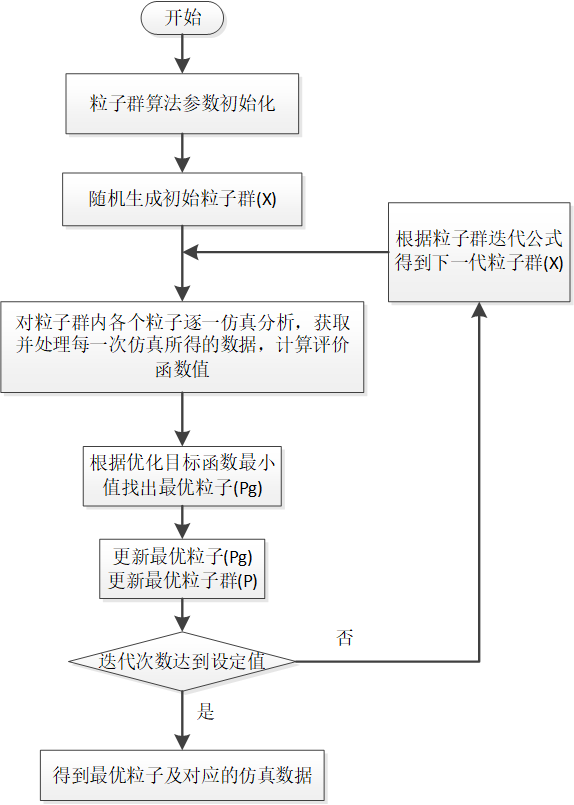 开始
粒子群算法参数初始化
随机生成初始粒子群(X)
根据粒子群迭代公式
得到下一代粒子群(X)
对粒子群内各个粒子逐一仿真分析，获取
并处理每一次仿真所得的数据，计算评价
函数值
根据优化目标函数最小
值找出最优粒子(Pg)
更新最优粒子(Pg)
更新最优粒子群(P)
迭代次数达到设定值
否
是
得到最优粒子及对应的仿真数据